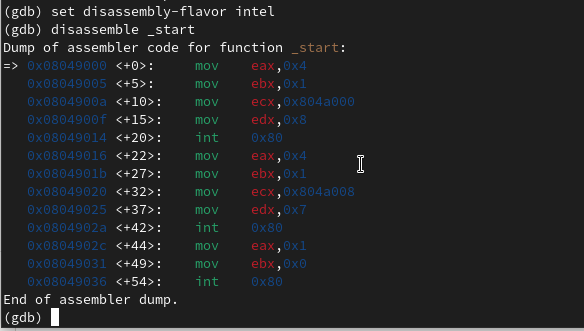 (gdb) set disassembly-flavor intel
(gdb) disassemble _start
Dump of assembler code for function _start:
=> 0x08049000 <+0>:     mov    eax,0x4
   0x08049005 <+5>:     mov    ebx,0x1
   0x0804900a <+10>:    mov    ecx,0x804a000
   0x0804900f <+15>:    mov    edx,0x8
   0x08049014 <+20>:    int    0x80
   0x08049016 <+22>:    mov    eax,0x4
   0x0804901b <+27>:    mov    ebx,0x1
   0x08049020 <+32>:    mov    ecx,0x804a008
   0x08049025 <+37>:    mov    edx,0x7
   0x0804902a <+42>:    int    0x80
   0x0804902c <+44>:    mov    eax,0x1
   0x08049031 <+49>:    mov    ebx,0x0
   0x08049036 <+54>:    int    0x80
End of assembler dump.
(gdb)